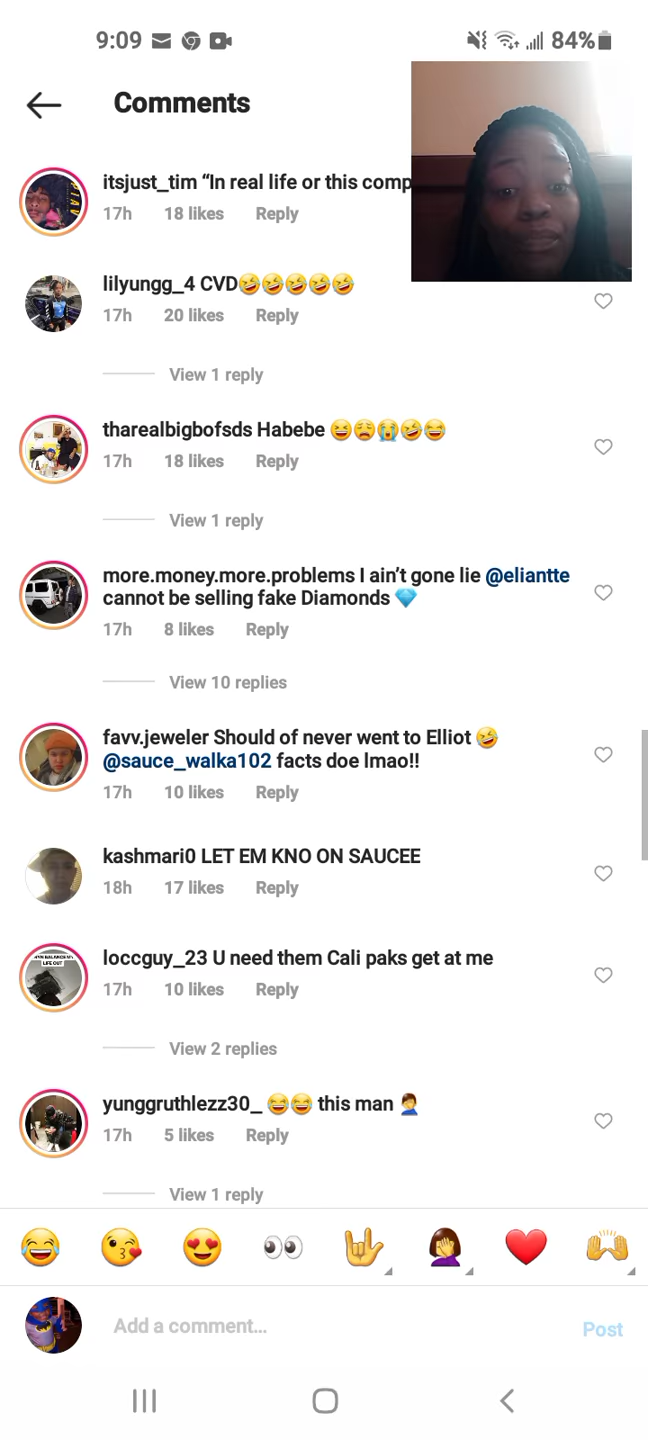 9:09 84%
Comments
itsjust_tim “In real life or this comp
17h 18 likes Reply
lilyungg_4 CVD🤣🤣🤣🤣🤣
17h 20 likes Reply
View 1 reply
tharealbigbofsds Habebe 😆😩😭🤣😂
17h 18 likes Reply
View 1 reply
more.money.more.problems I ain’t gone lie @eliantte
cannot be selling fake Diamonds 💎
17h 8 likes Reply
View 10 replies
favv.jeweler Should of never went to Elliot 🤣
@sauce_walka102 facts doe lmao!!
17h 10 likes Reply
kashmari0 LET EM KNO ON SAUCEE
18h 17 likes Reply
loccguy_23 U need them Cali paks get at me
17h 10 likes Reply
View 2 replies
yunggruthlezz30_ 😂😂 this man 🤦‍♂️
17h 5 likes Reply
View 1 reply
Add a comment... Post